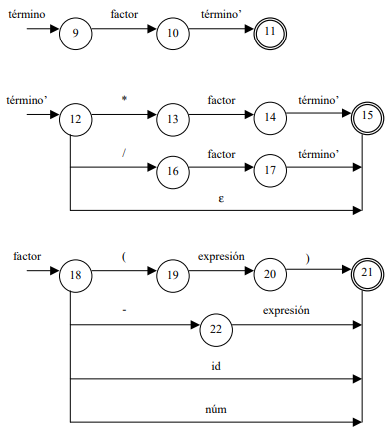 término factor término’
9 10 11
término’ * factor término’
12 13 14 15
/ factor término’
16 17
ε
factor ( expresión )
18 19 20 21
- expresión
22
id
núm